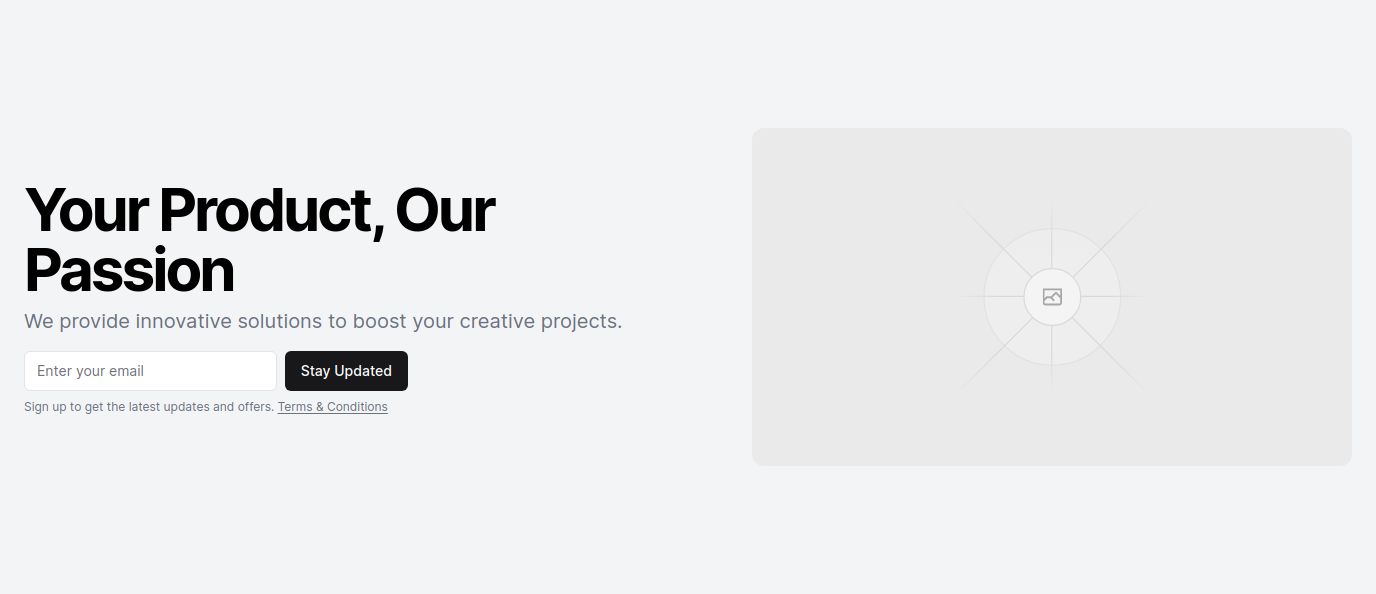 Your Product, Our
Passion
We provide innovative solutions to boost your creative projects.
Enter your email
Stay Updated
Sign up to get the latest updates and offers. Terms & Conditions